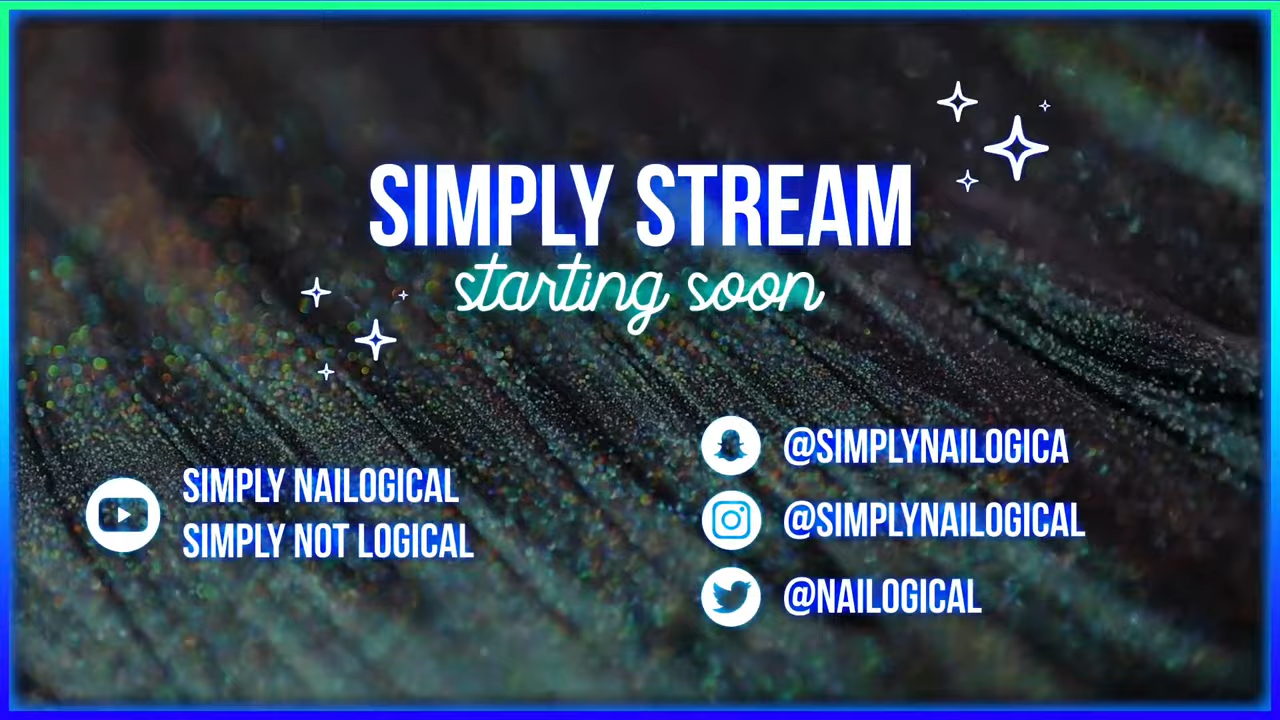 SIMPLY STREAM
starting soon
SIMPLY NAILOGICAL
SIMPLY NOT LOGICAL
@SIMPLYNAILOGICA
@SIMPLYNAILOGICAL
@NAILOGICAL